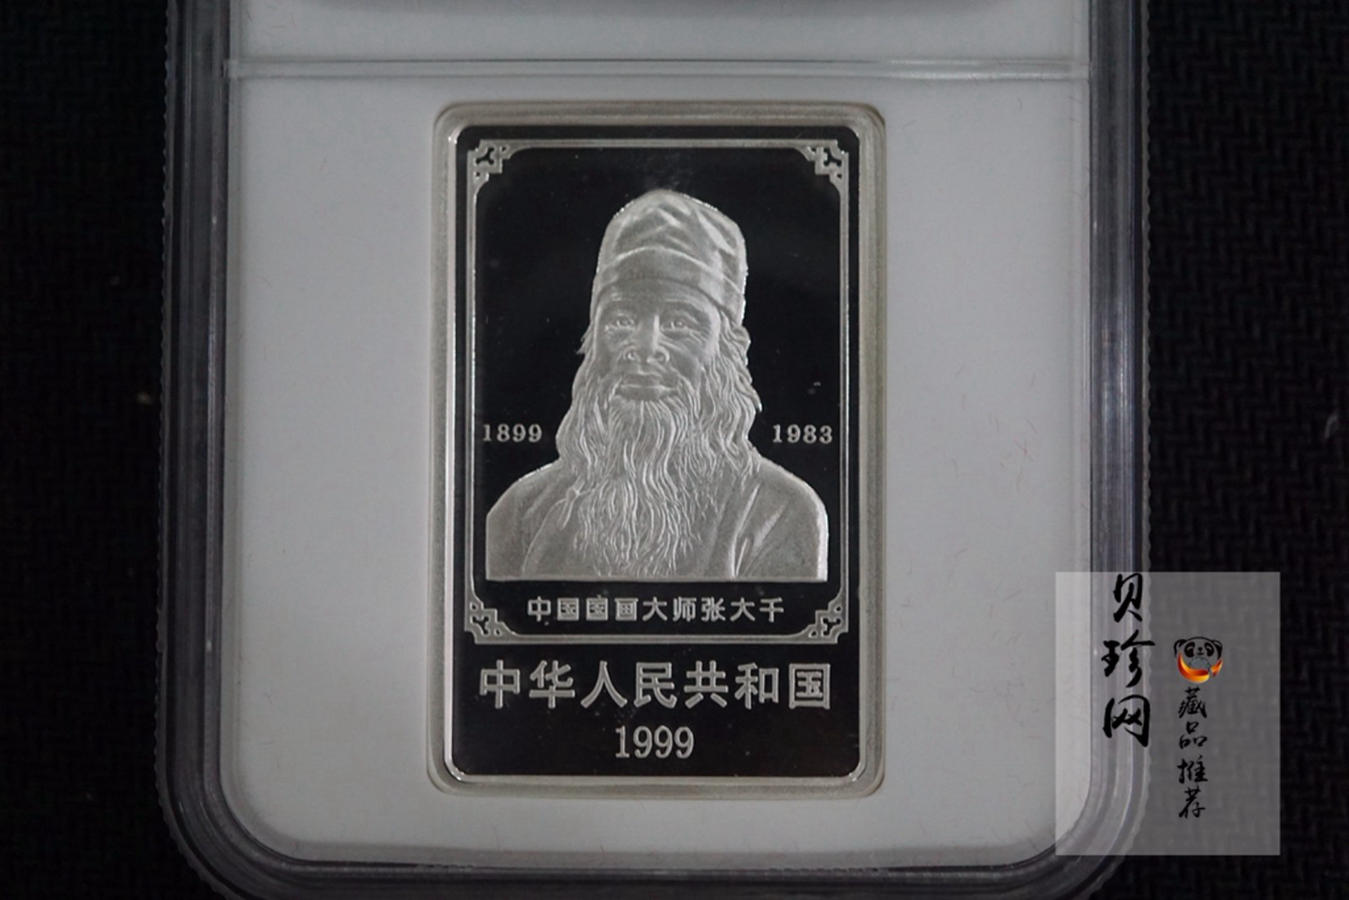 1899
1983
中国国画大师张大千
中华人民共和国
1999
贝珍网
藏品推荐